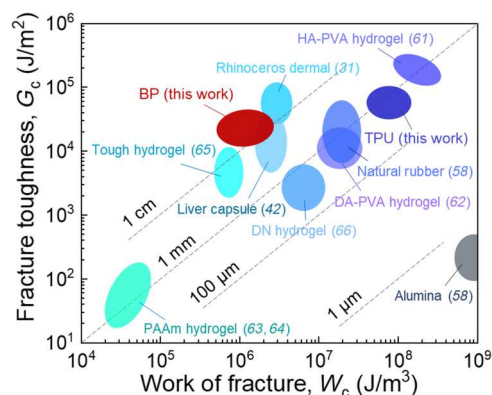 Fracture toughness, Gc (J/m²)
10⁶
10⁵
10⁴
10³
10²
10¹
HA-PVA hydrogel (61)
Rhinoceros dermal (31)
BP (this work)
TPU (this work)
Tough hydrogel (65)
Natural rubber (58)
Liver capsule (42)
DA-PVA hydrogel (62)
DN hydrogel (66)
1 cm
1 mm
100 μm
1 μm
Alumina (58)
PAAm hydrogel (63, 64)
10⁴ 10⁵ 10⁶ 10⁷ 10⁸ 10⁹
Work of fracture, Wc (J/m³)